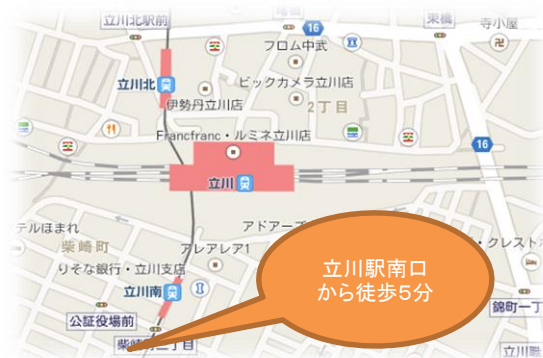 立川北駅前
16
東橋
寺小屋
フロム中武
立川北
ビックカメラ立川店
伊勢丹立川店
2丁目
Francfranc・ルミネ立川店
16
立川
テルほまれ
アドアーズ
柴崎町
アレアレア1
・クレスト
りそな銀行・立川支店
立川駅南口
から徒歩5分
立川南
錦町一丁
公証役場前
立川